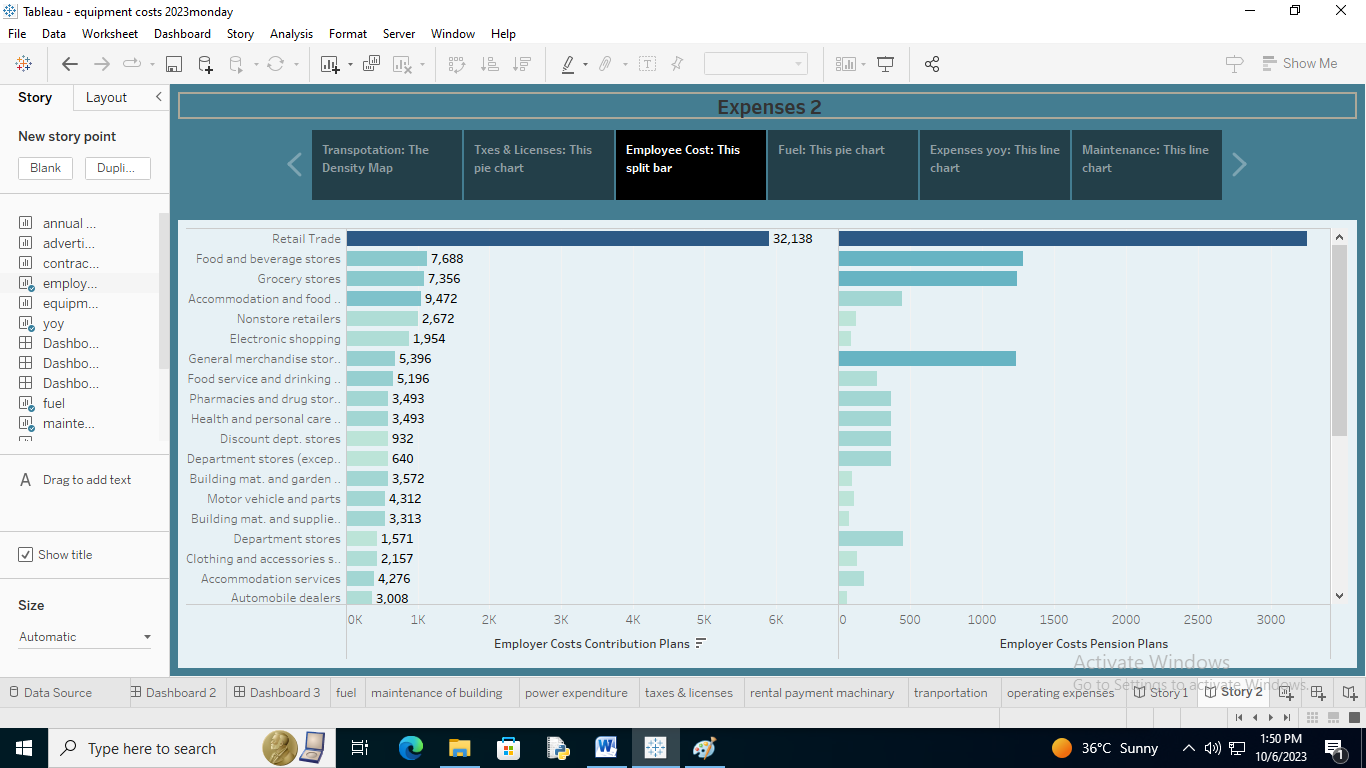 Tableau - equipment costs 2023monday
File Data Worksheet Dashboard Story Analysis Format Server Window Help
Show Me
Story Layout
New story point
Blank Dupli...
annual ...
adverti...
contrac...
employ...
equipm...
yoy
Dashbo...
Dashbo...
Dashbo...
fuel
mainte...
A Drag to add text
Show title
Size
Automatic
Expenses 2
Transpotation: The
Density Map
Txes & Licenses: This
pie chart
Employee Cost: This
split bar
Fuel: This pie chart
Expenses yoy: This line
chart
Maintenance: This line
chart
Retail Trade 32,138
Food and beverage stores 7,688
Grocery stores 7,356
Accommodation and food .. 9,472
Nonstore retailers 2,672
Electronic shopping 1,954
General merchandise stor.. 5,396
Food service and drinking .. 5,196
Pharmacies and drug stor.. 3,493
Health and personal care .. 3,493
Discount dept. stores 932
Department stores (excep.. 640
Building mat. and garden .. 3,572
Motor vehicle and parts 4,312
Building mat. and supplie.. 3,313
Department stores 1,571
Clothing and accessories s.. 2,157
Accommodation services 4,276
Automobile dealers 3,008
0K 1K 2K 3K 4K 5K 6K 0 500 1000 1500 2000 2500 3000
Employer Costs Contribution Plans Employer Costs Pension Plans
Activate Windows
Go to Settings to activate Windows.
Data Source Dashboard 2 Dashboard 3 fuel maintenance of building power expenditure taxes & licenses rental payment machinary tranportation operating expenses Story 1 Story 2
Type here to search
36°C Sunny
1:50 PM
10/6/2023
1